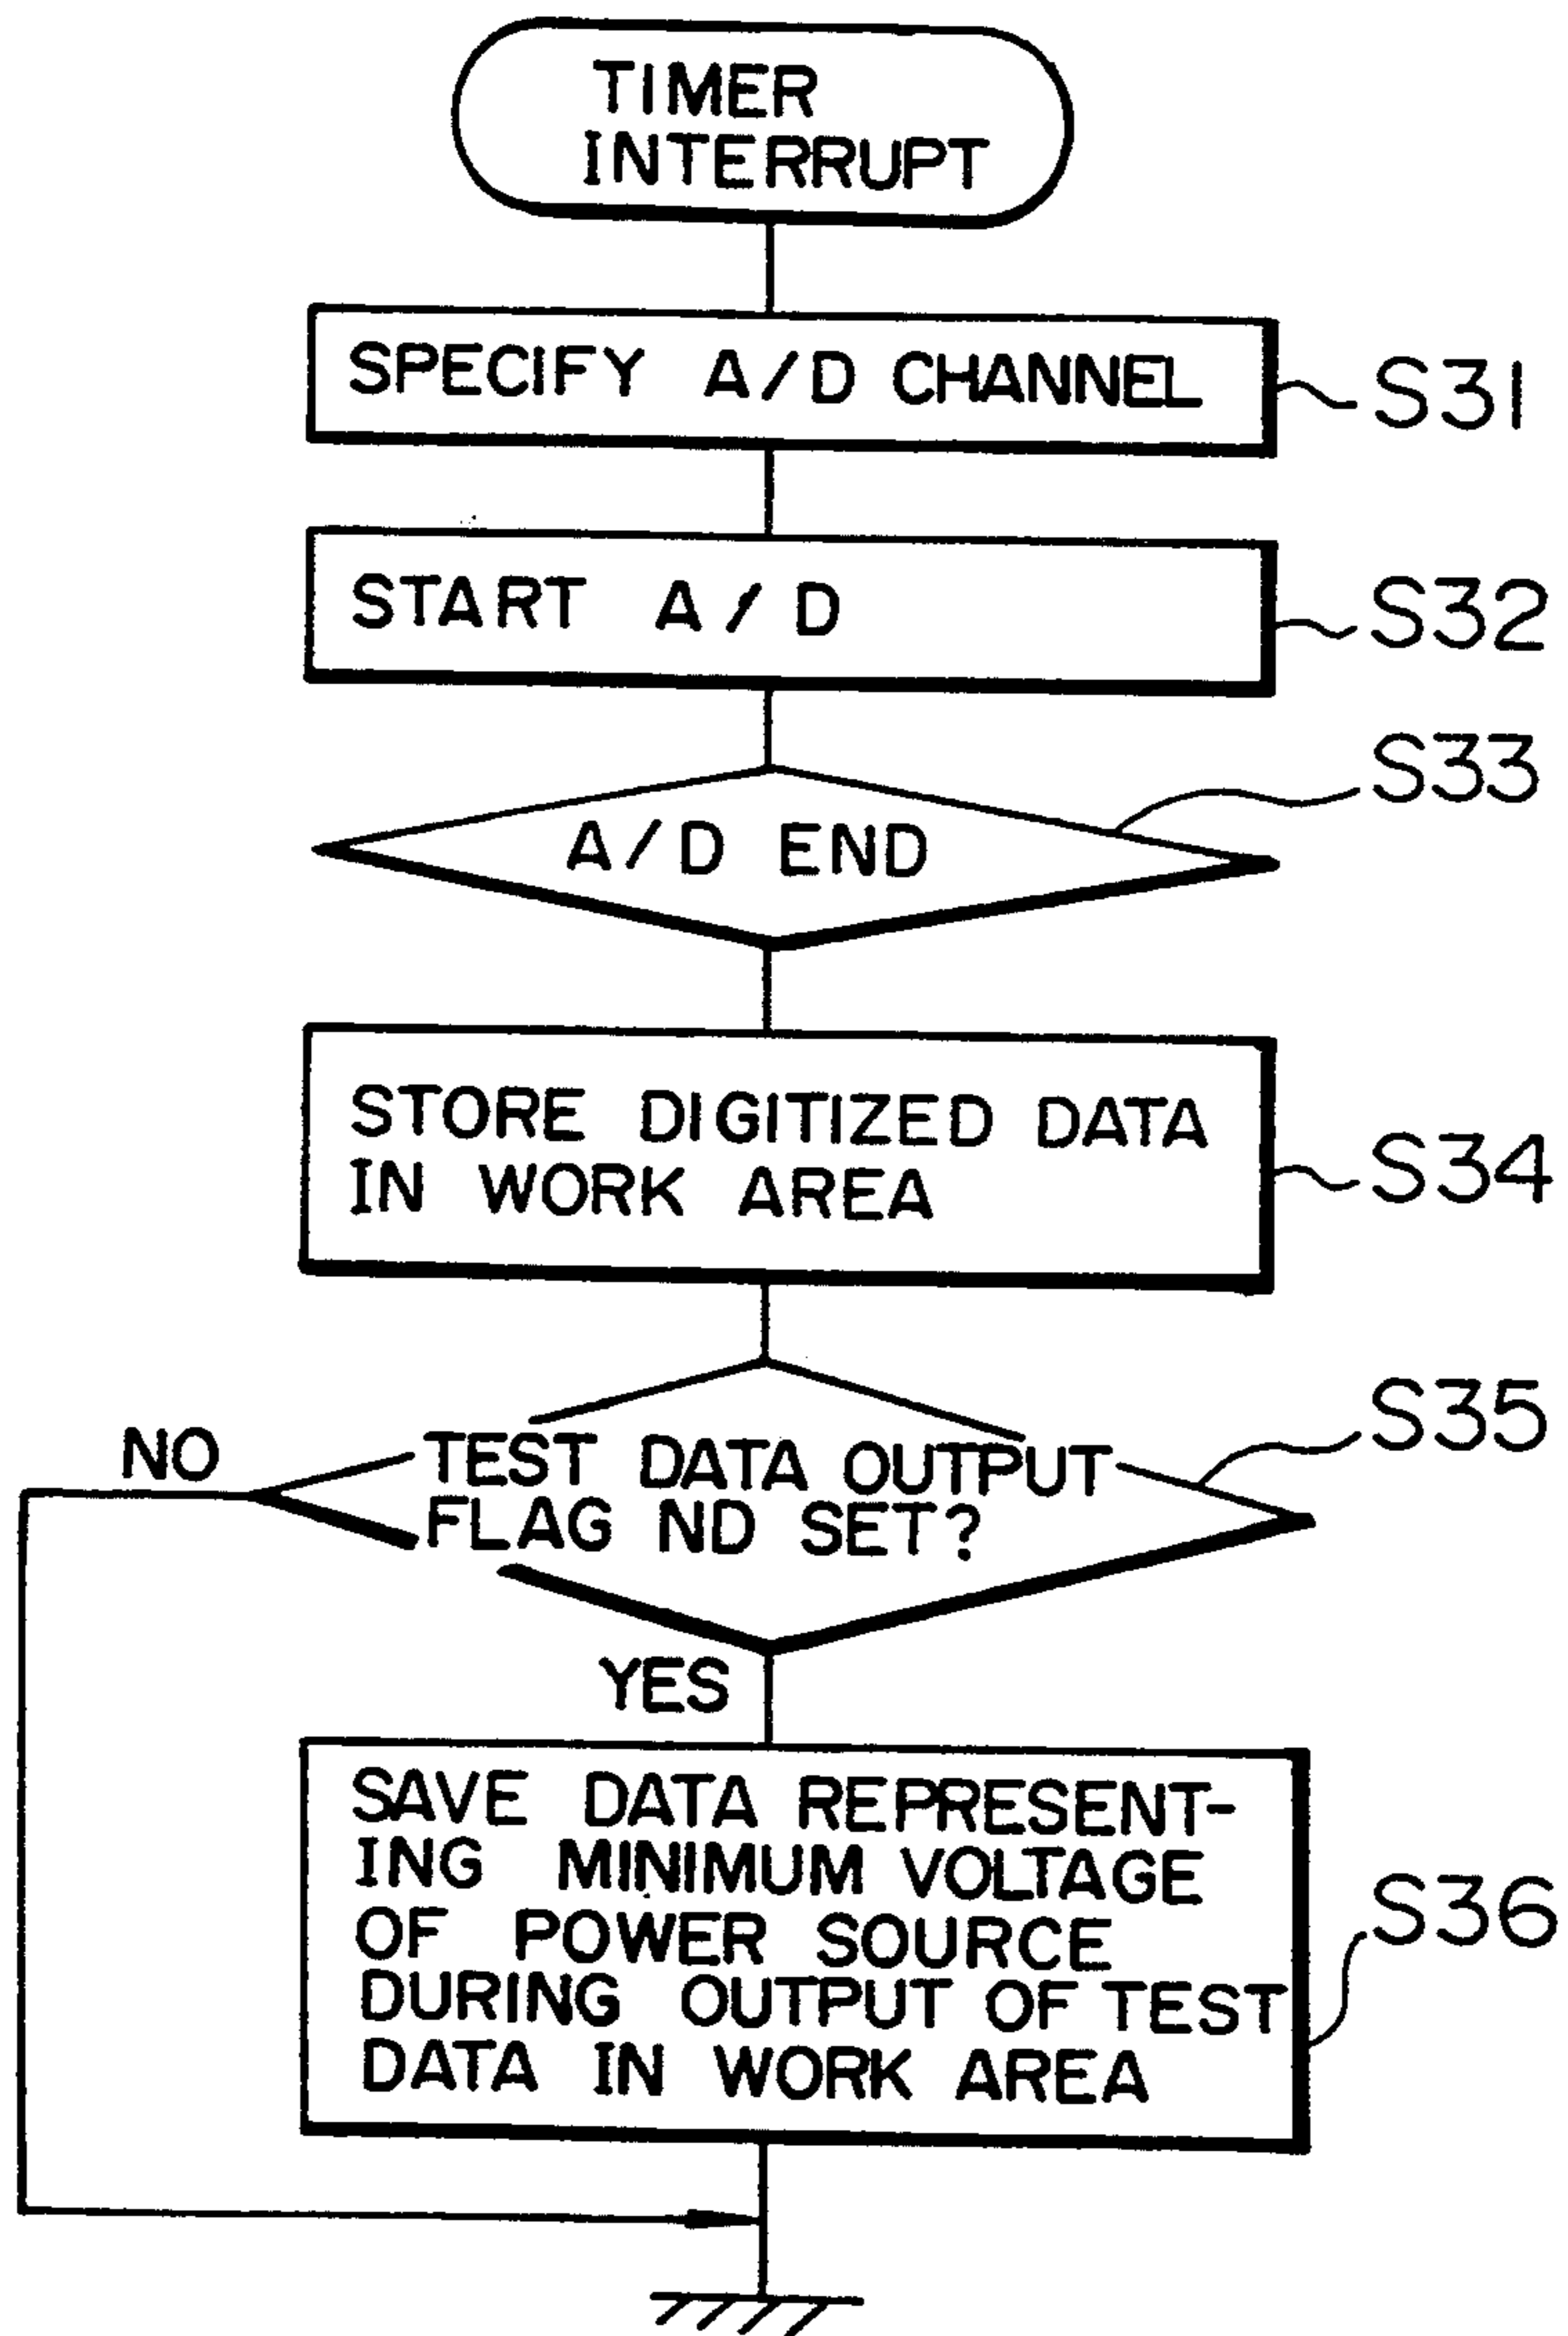 TIMER
INTERRUPT
SPECIFY A/D CHANNEL
S31
START A/D
S32
S33
A/D END
STORE DIGITIZED DATA
IN WORK AREA
S34
S35
NO
TEST DATA OUTPUT
FLAG ND SET?
YES
SAVE DATA REPRESENT-
ING MINIMUM VOLTAGE
OF POWER SOURCE
DURING OUTPUT OF TEST
DATA IN WORK AREA
S36